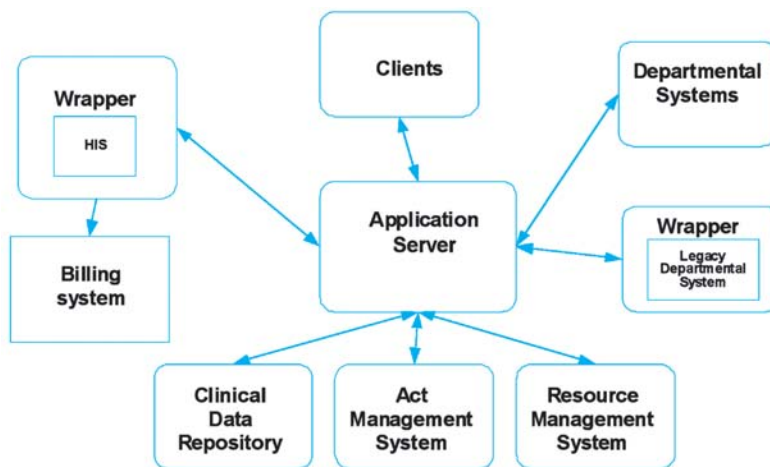 Clients
Departmental
Systems
Wrapper
HIS
Application
Server
Wrapper
Legacy
Departmental
System
Billing
system
Clinical
Data
Repository
Act
Management
System
Resource
Management
System